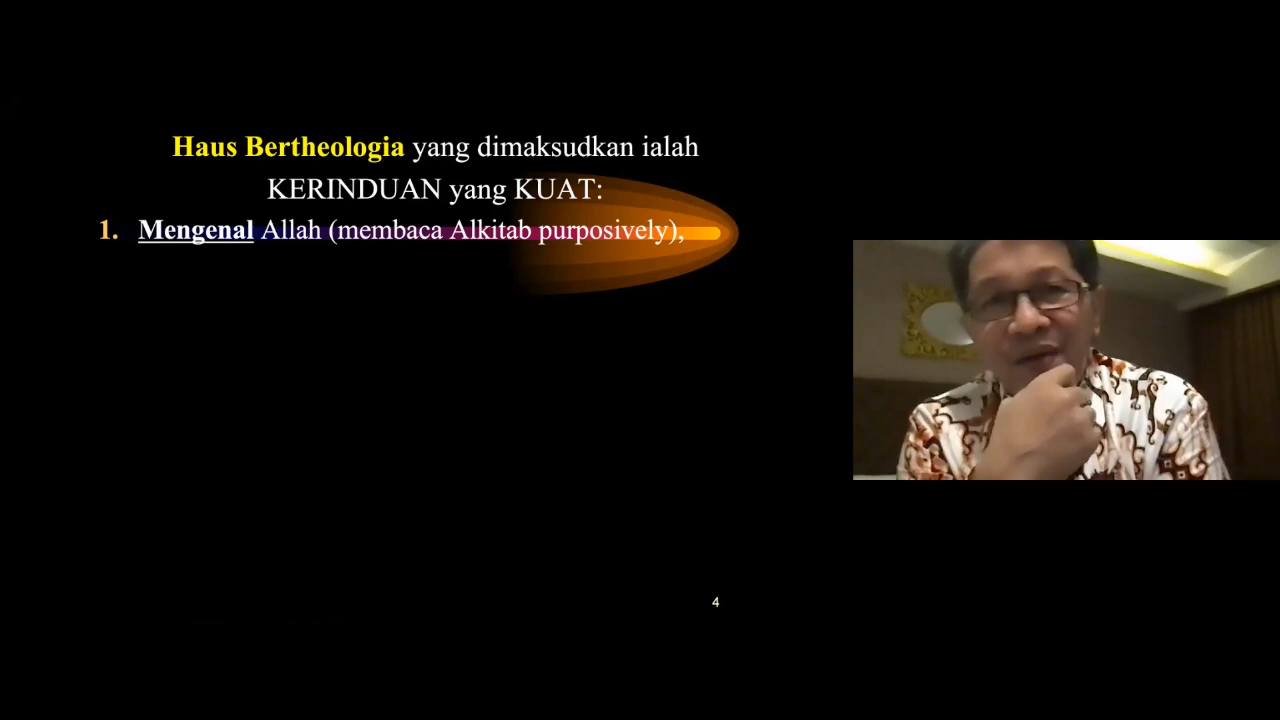 Haus Bertheologia yang dimaksudkan ialah
KERINDUAN yang KUAT:
1. Mengenal Allah (membaca Alkitab purposively),
4